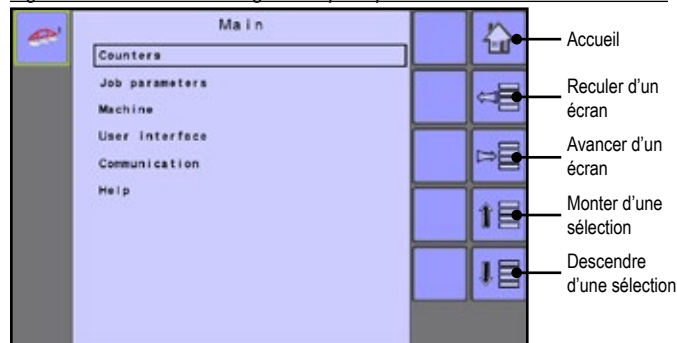 Main
Counters
Job parameters
Machine
User interface
Communication
Help
Accueil
Reculer d'un
écran
Avancer d'un
écran
Monter d'une
sélection
Descendre
d'une sélection